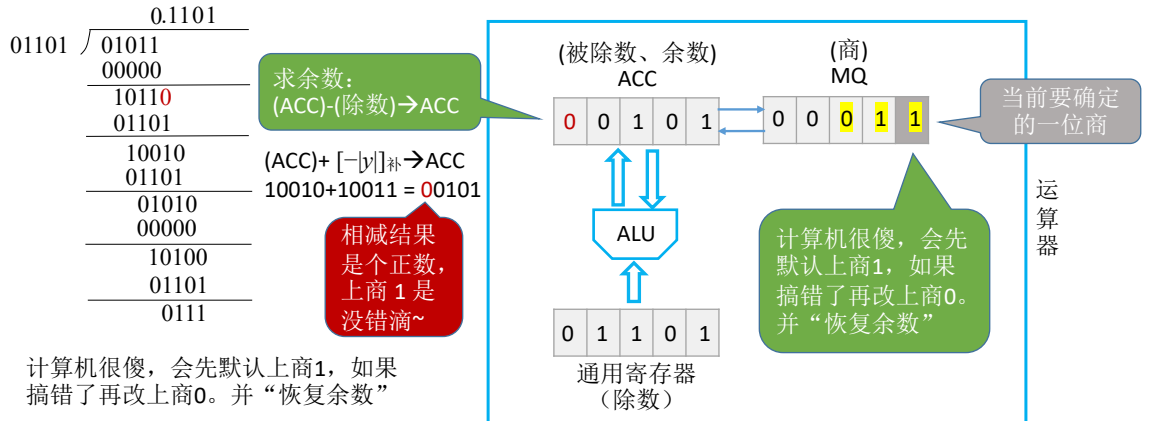 0.1101
01101
01011
00000
10110
01101
10010
01101
01010
00000
10100
01101
0111
求余数：
(ACC)-(除数)→ACC
(ACC)+ [−|y|]补→ACC
10010+10011 = 00101
相减结果
是个正数，
上商 1 是
没错滴~
计算机很傻，会先默认上商1，如果
搞错了再改上商0。并“恢复余数”
(被除数、余数)
ACC
0 0 1 0 1
(商)
MQ
0 0 0 1 1
当前要确定
的一位商
ALU
计算机很傻，会先
默认上商1，如果
搞错了再改上商0。
并“恢复余数”
0 1 1 0 1
通用寄存器
（除数）
运算器